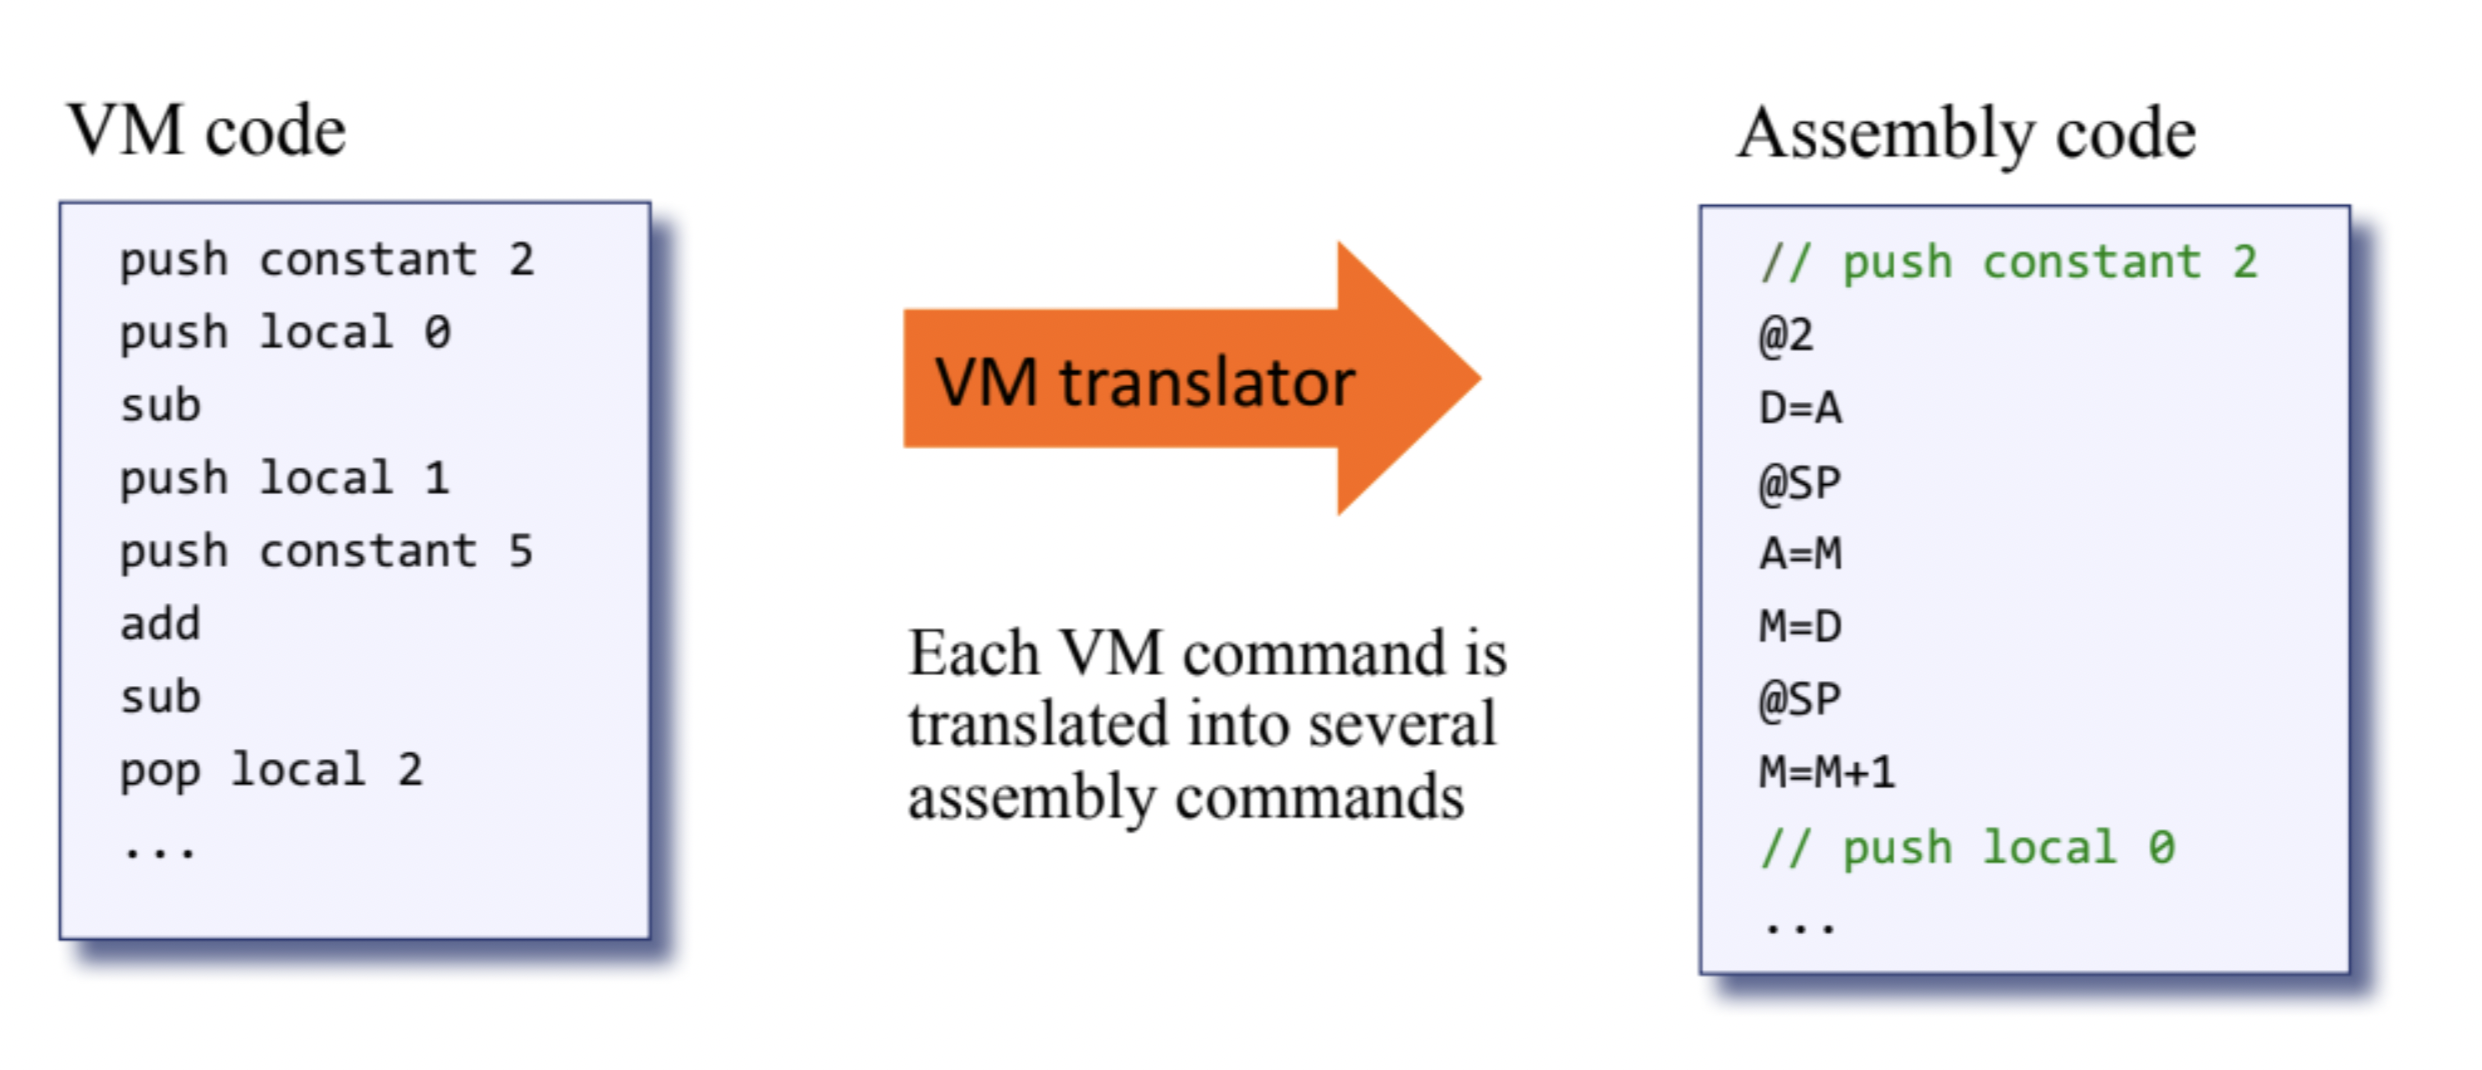 VM code
push constant 2
push local 0
sub
push local 1
push constant 5
add
sub
pop local 2
...
VM translator
Each VM command is
translated into several
assembly commands
Assembly code
// push constant 2
@2
D=A
@SP
A=M
M=D
@SP
M=M+1
// push local 0
...